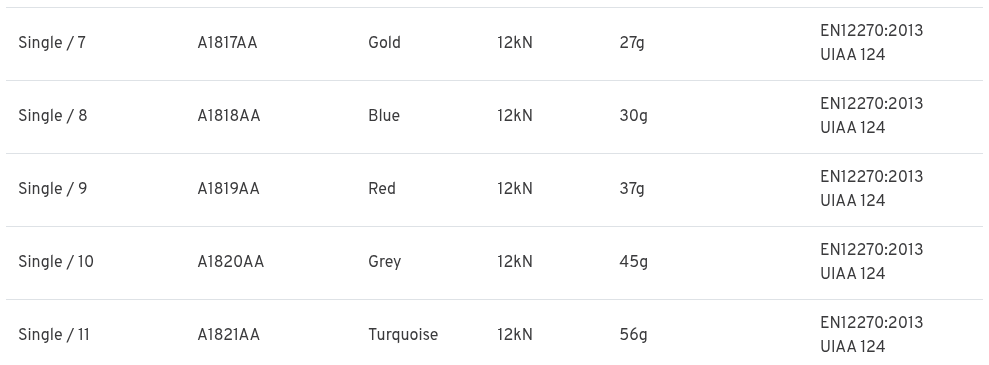 Single / 7 A1817AA Gold 12kN 27g EN12270:2013
UIAA 124
Single / 8 A1818AA Blue 12kN 30g EN12270:2013
UIAA 124
Single / 9 A1819AA Red 12kN 37g EN12270:2013
UIAA 124
Single / 10 A1820AA Grey 12kN 45g EN12270:2013
UIAA 124
Single / 11 A1821AA Turquoise 12kN 56g EN12270:2013
UIAA 124